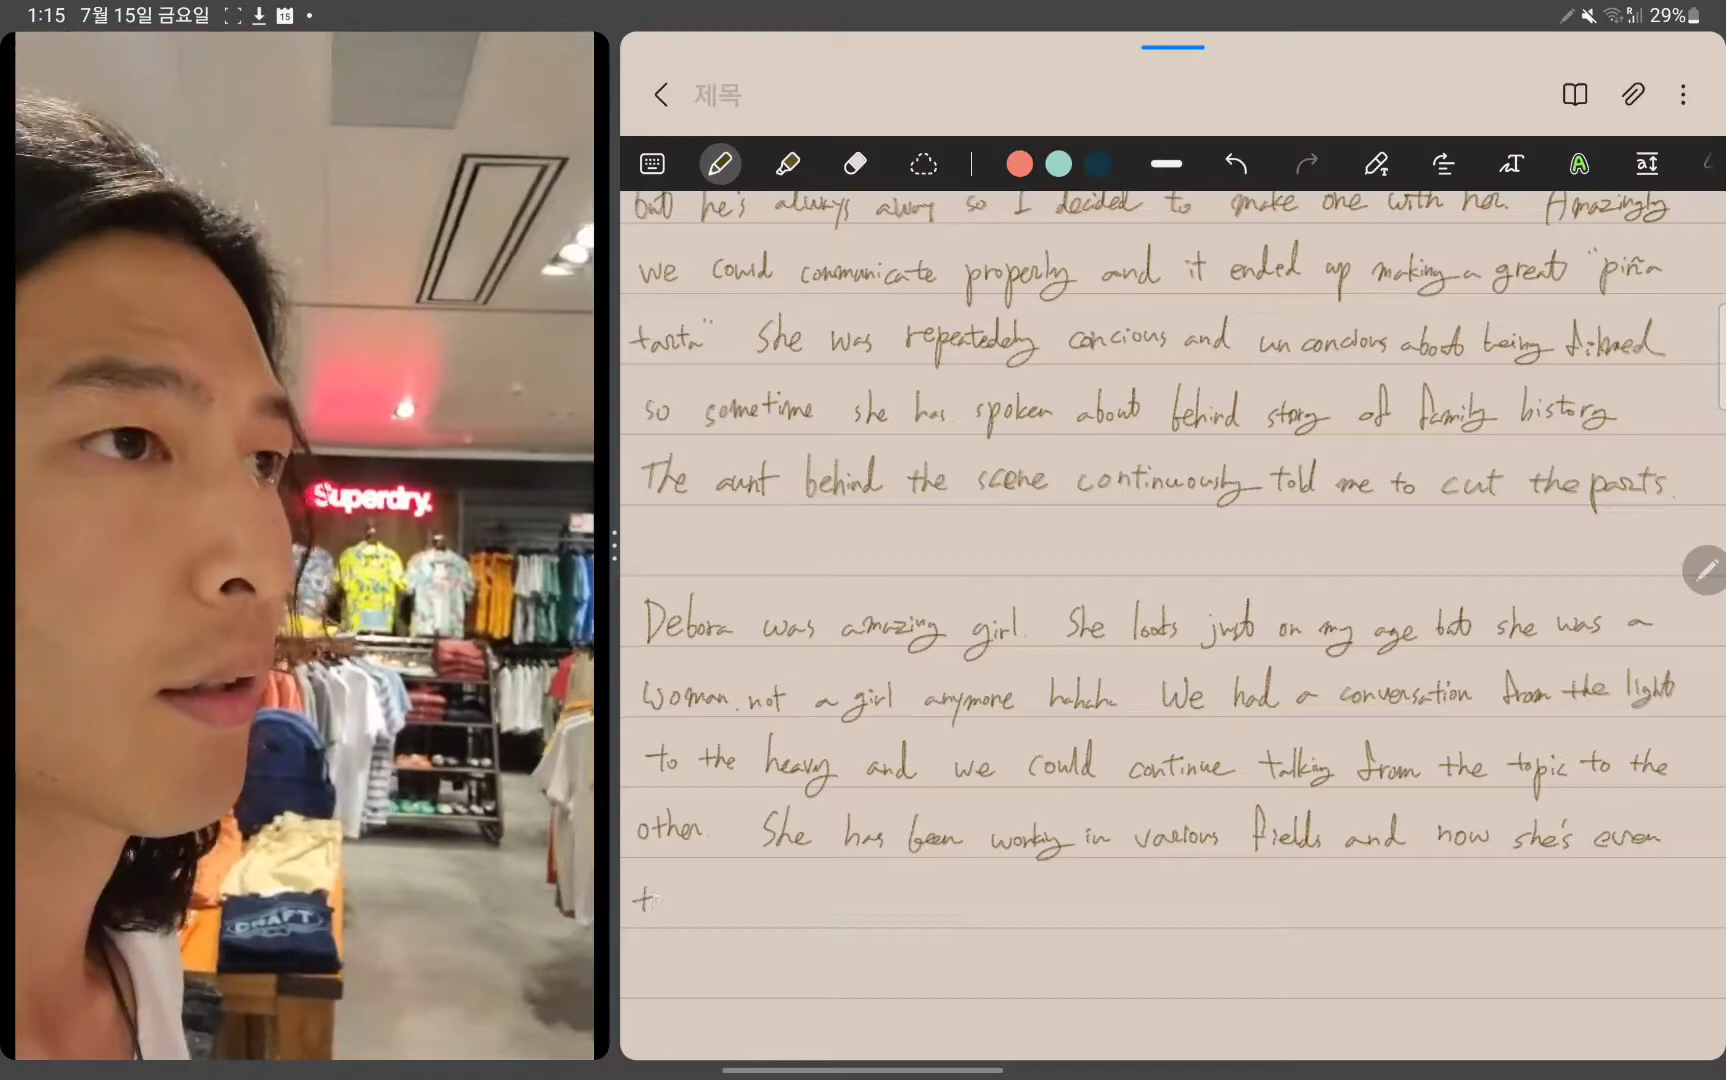 1:15 7월 15일 금요일
15
R
29%
제목
Superdry.
CRAFT
but he's always away so I decided to make one with her. Amazingly
we could communicate properly and it ended up making a great "piña
tarta" She was repeatedely concious and unconcious about being filmed
so sometime she has spoken about behind story of family history
The aunt behind the scene continuously told me to cut the parts.
Debora was amazing girl. She looks just on my age but she was a
woman. not a girl anymore hahaha We had a conversation from the light
to the heavy and we could continue talking from the topic to the
other. She has been working in various fields and now she's even